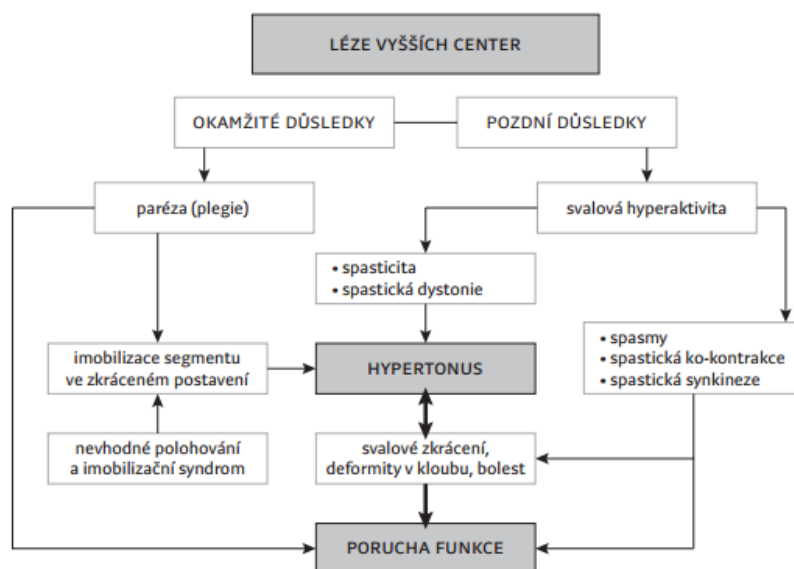 LÉZE VYŠŠÍCH CENTER
OKAMŽITÉ DŮSLEDKY
POZDNÍ DŮSLEDKY
paréza (plegie)
svalová hyperaktivita
• spasticita
• spastická dystonie
• spasmy
• spastická ko-kontrakce
• spastická synkineze
imobilizace segmentu
ve zkráceném postavení
HYPERTONUS
nevhodné polohování
a imobilizační syndrom
svalové zkrácení,
deformity v kloubu, bolest
PORUCHA FUNKCE